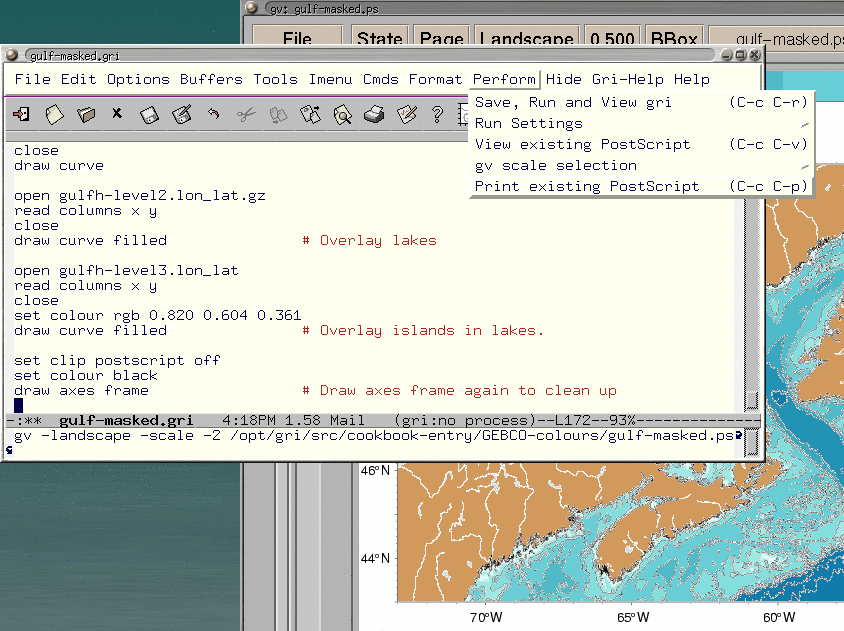 gv: gulf-masked.ps
File State Page Landscape 0.500 BBox gulf-masked.ps
gulf-masked.gri
File Edit Options Buffers Tools Imenu Cmds Format Perform Hide Gri-Help Help
Save, Run and View gri (C-c C-r)
Run Settings
View existing PostScript (C-c C-v)
gv scale selection
Print existing PostScript (C-c C-p)
close
draw curve
open gulfh-level2.lon_lat.gz
read columns x y
close
draw curve filled # Overlay lakes
open gulfh-level3.lon_lat
read columns x y
close
set colour rgb 0.820 0.604 0.361
draw curve filled # Overlay islands in lakes.
set clip postscript off
set colour black
draw axes frame # Draw axes frame again to clean up
-:** gulf-masked.gri 4:18PM 1.58 Mail (gri:no process)--L172--93%--------------
gv -landscape -scale -2 /opt/gri/src/cookbook-entry/GEBCO-colours/gulf-masked.ps
46°N
44°N
70°W 65°W 60°W